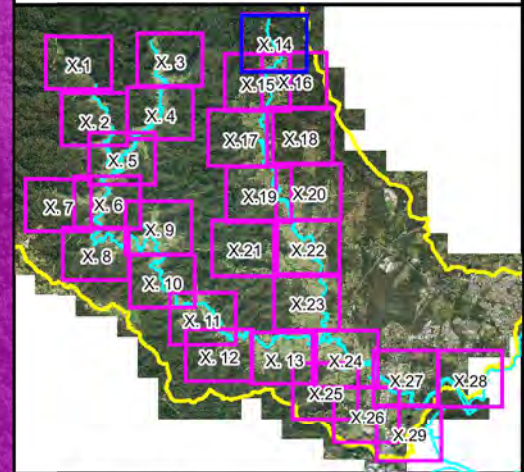 X.14
X.1
X. 3
X.15
X.16
X. 2
X. 4
X.17
X.18
X. 5
X. 7
X. 6
X.19
X.20
X. 9
X. 8
X.21
X.22
X. 10
X.23
X. 11
X. 12
X. 13
X.24
X.27
X.28
X.25
X.26
X.29